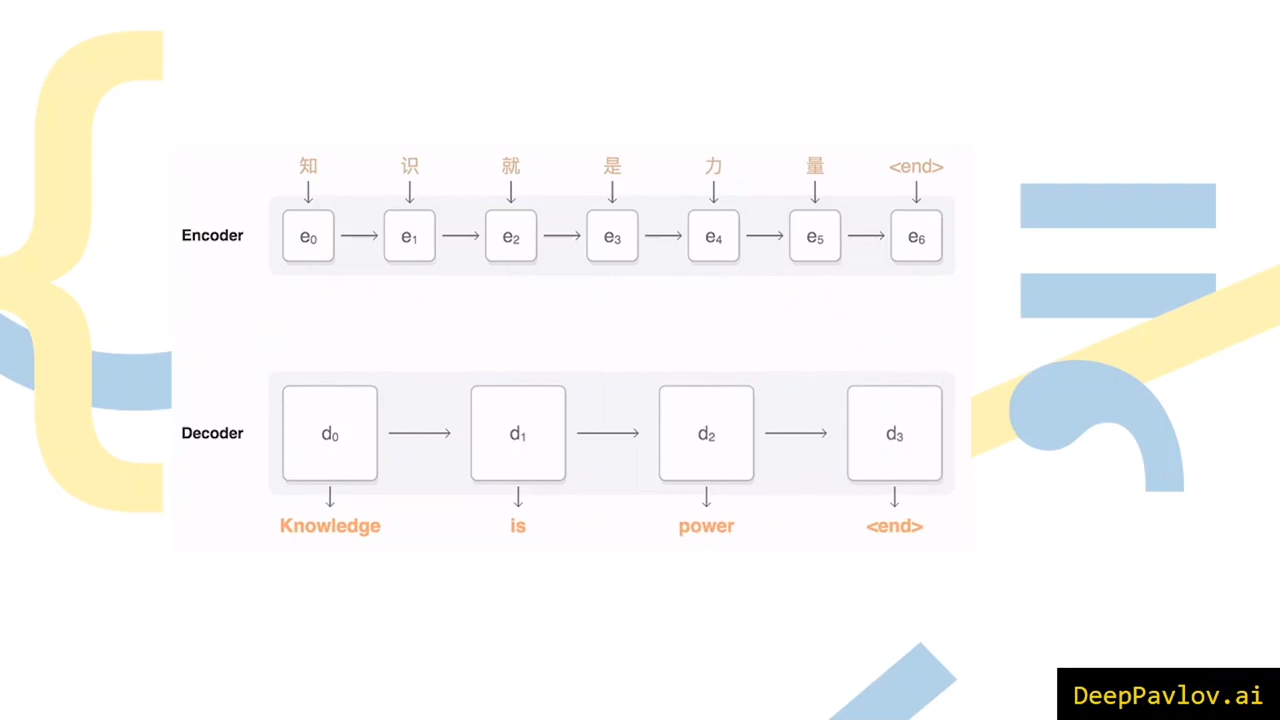 知 识 就 是 力 量 <end>
Encoder e₀ e₁ e₂ e₃ e₄ e₅ e₆
Decoder d₀ d₁ d₂ d₃
Knowledge is power <end>
DeepPavlov.ai